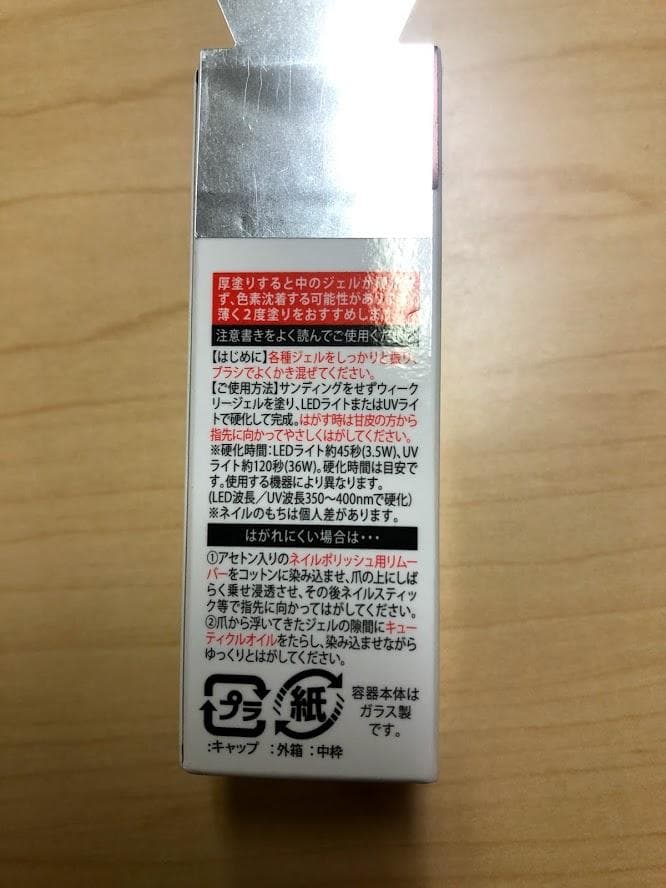 厚塗りすると中のジェルが
ず、色素沈着する可能性があり
薄く２度塗りをおすすめしま
注意書きをよく読んでご使用くだ
【はじめに】各種ジェルをしっかりと振り、
ブラシでよくかき混ぜてください。
【ご使用方法】サンディングをせずウィーク
リージェルを塗り、LEDライトまたはUVライ
トで硬化して完成。はがす時は甘皮の方から
指先に向かってやさしくはがしてください。
※硬化時間：LEDライト約45秒(3.5W)、UV
ライト約120秒(36W)。硬化時間は目安で
す。使用する機器により異なります。
(LED波長／UV波長350〜400nmで硬化)
※ネイルのもちは個人差があります。
はがれにくい場合は・・・
①アセトン入りのネイルポリッシュ用リムー
バーをコットンに染み込ませ、爪の上にしば
らく乗せ浸透させ、その後ネイルスティッ
ク等で指先に向かってはがしてください。
②爪から浮いてきたジェルの隙間にキュー
ティクルオイルをたらし、染み込ませながら
ゆっくりとはがしてください。
プラ 紙
:キャップ :外箱 :中枠
容器本体は
ガラス製
です。